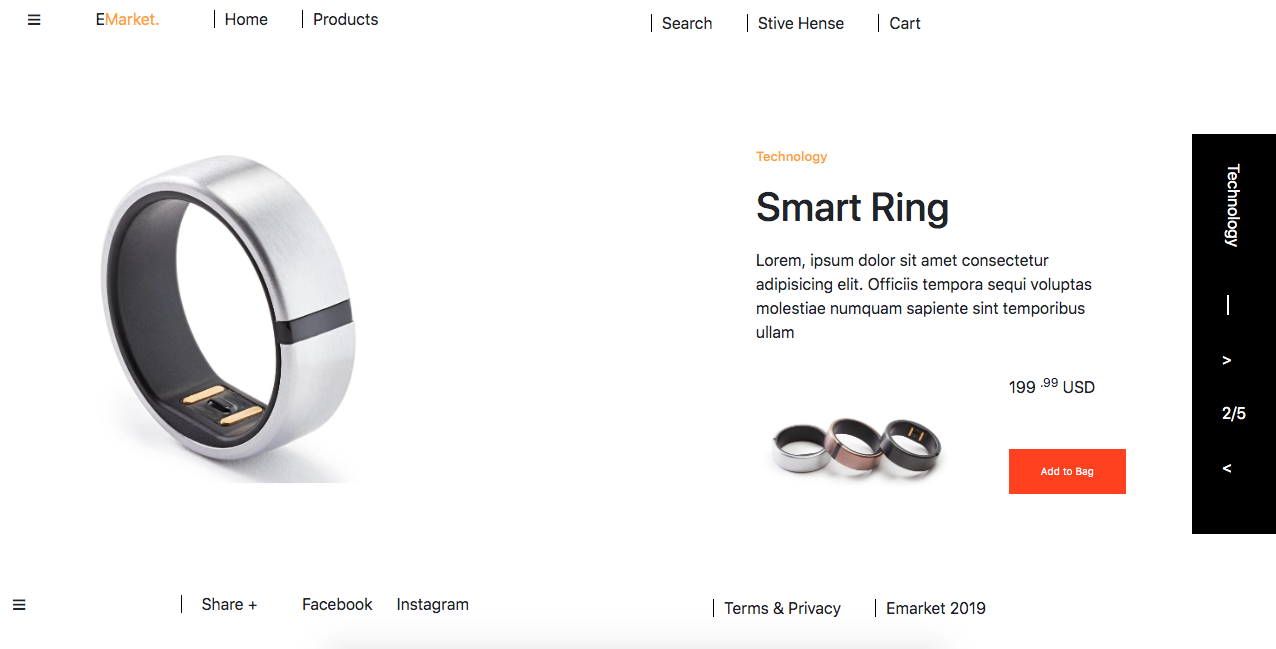 EMarket.
Home
Products
Search
Stive Hense
Cart
Technology
Smart Ring
Lorem, ipsum dolor sit amet consectetur
adipisicing elit. Officiis tempora sequi voluptas
molestiae numquam sapiente sint temporibus
ullam
199 .99 USD
Add to Bag
Technology
>
2/5
<
Share +
Facebook
Instagram
Terms & Privacy
Emarket 2019